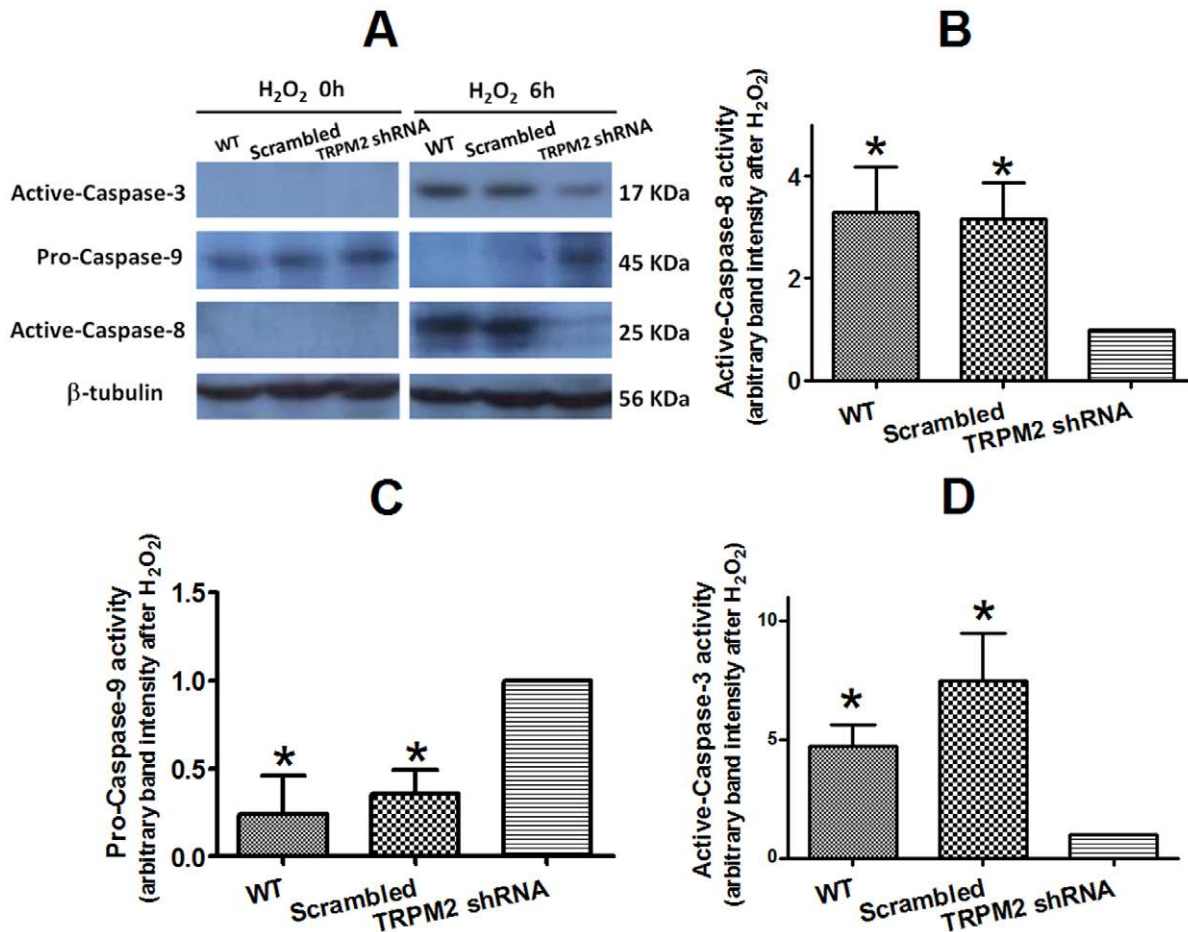 A
H₂O₂ 0h
H₂O₂ 6h
WT Scrambled TRPM2 shRNA
WT Scrambled TRPM2 shRNA
Active-Caspase-3
17 KDa
Pro-Caspase-9
45 KDa
Active-Caspase-8
25 KDa
β-tubulin
56 KDa
B
Active-Caspase-8 activity
(arbitrary band intensity after H₂O₂)
4
2
0
*
*
WT
Scrambled
TRPM2 shRNA
C
Pro-Caspase-9 activity
(arbitrary band intensity after H₂O₂)
1.5
1.0
0.5
0.0
*
*
WT
Scrambled
TRPM2 shRNA
D
Active-Caspase-3 activity
(arbitrary band intensity after H₂O₂)
10
5
0
*
*
WT
Scrambled
TRPM2 shRNA